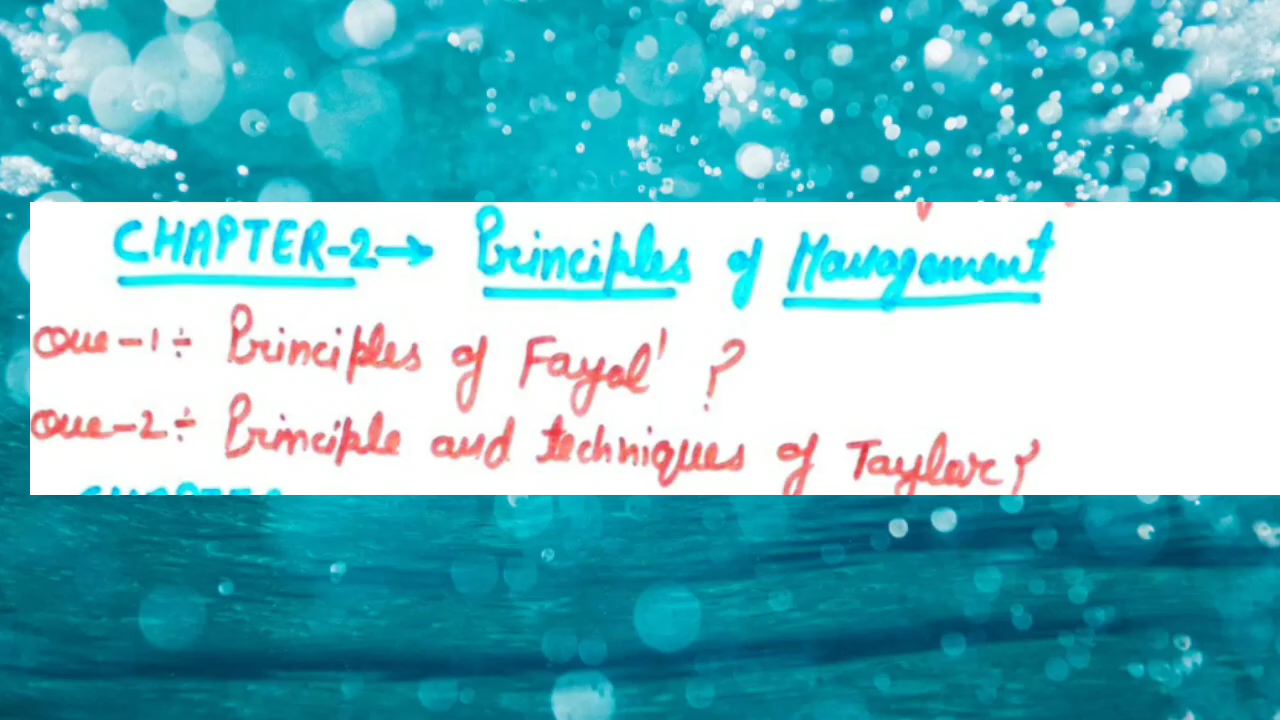 CHAPTER-2→ Principles of Management
Que-1÷ Principles of Fayol' ?
Que-2÷ Principle and techniques of Taylor?